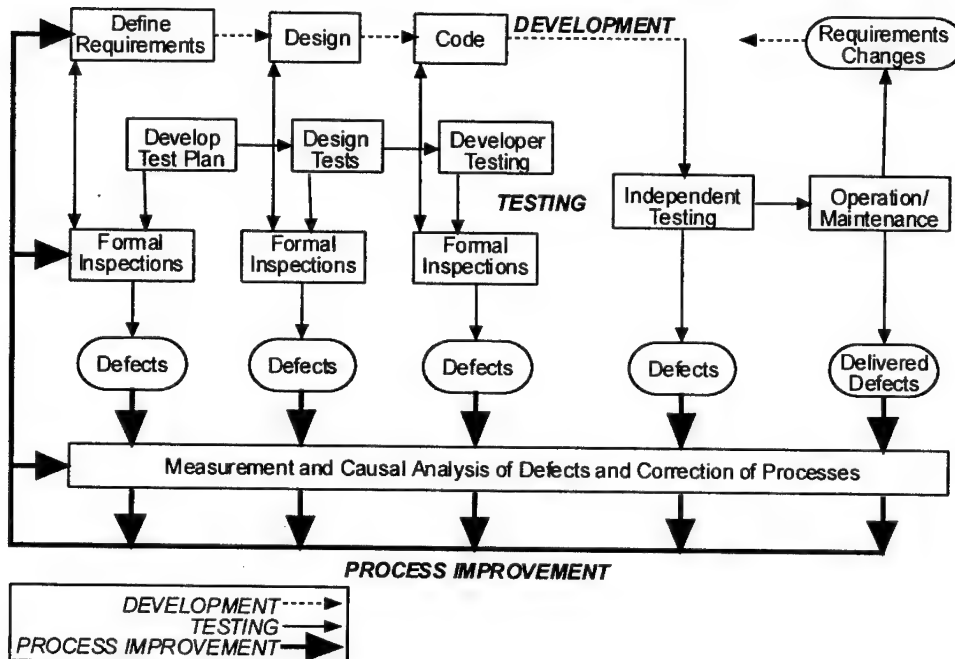 Define
Requirements
Design
Code
DEVELOPMENT
Requirements
Changes
Develop
Test Plan
Design
Tests
Developer
Testing
TESTING
Independent
Testing
Operation/
Maintenance
Formal
Inspections
Formal
Inspections
Formal
Inspections
Defects
Defects
Defects
Defects
Delivered
Defects
Measurement and Causal Analysis of Defects and Correction of Processes
PROCESS IMPROVEMENT
DEVELOPMENT
TESTING
PROCESS IMPROVEMENT